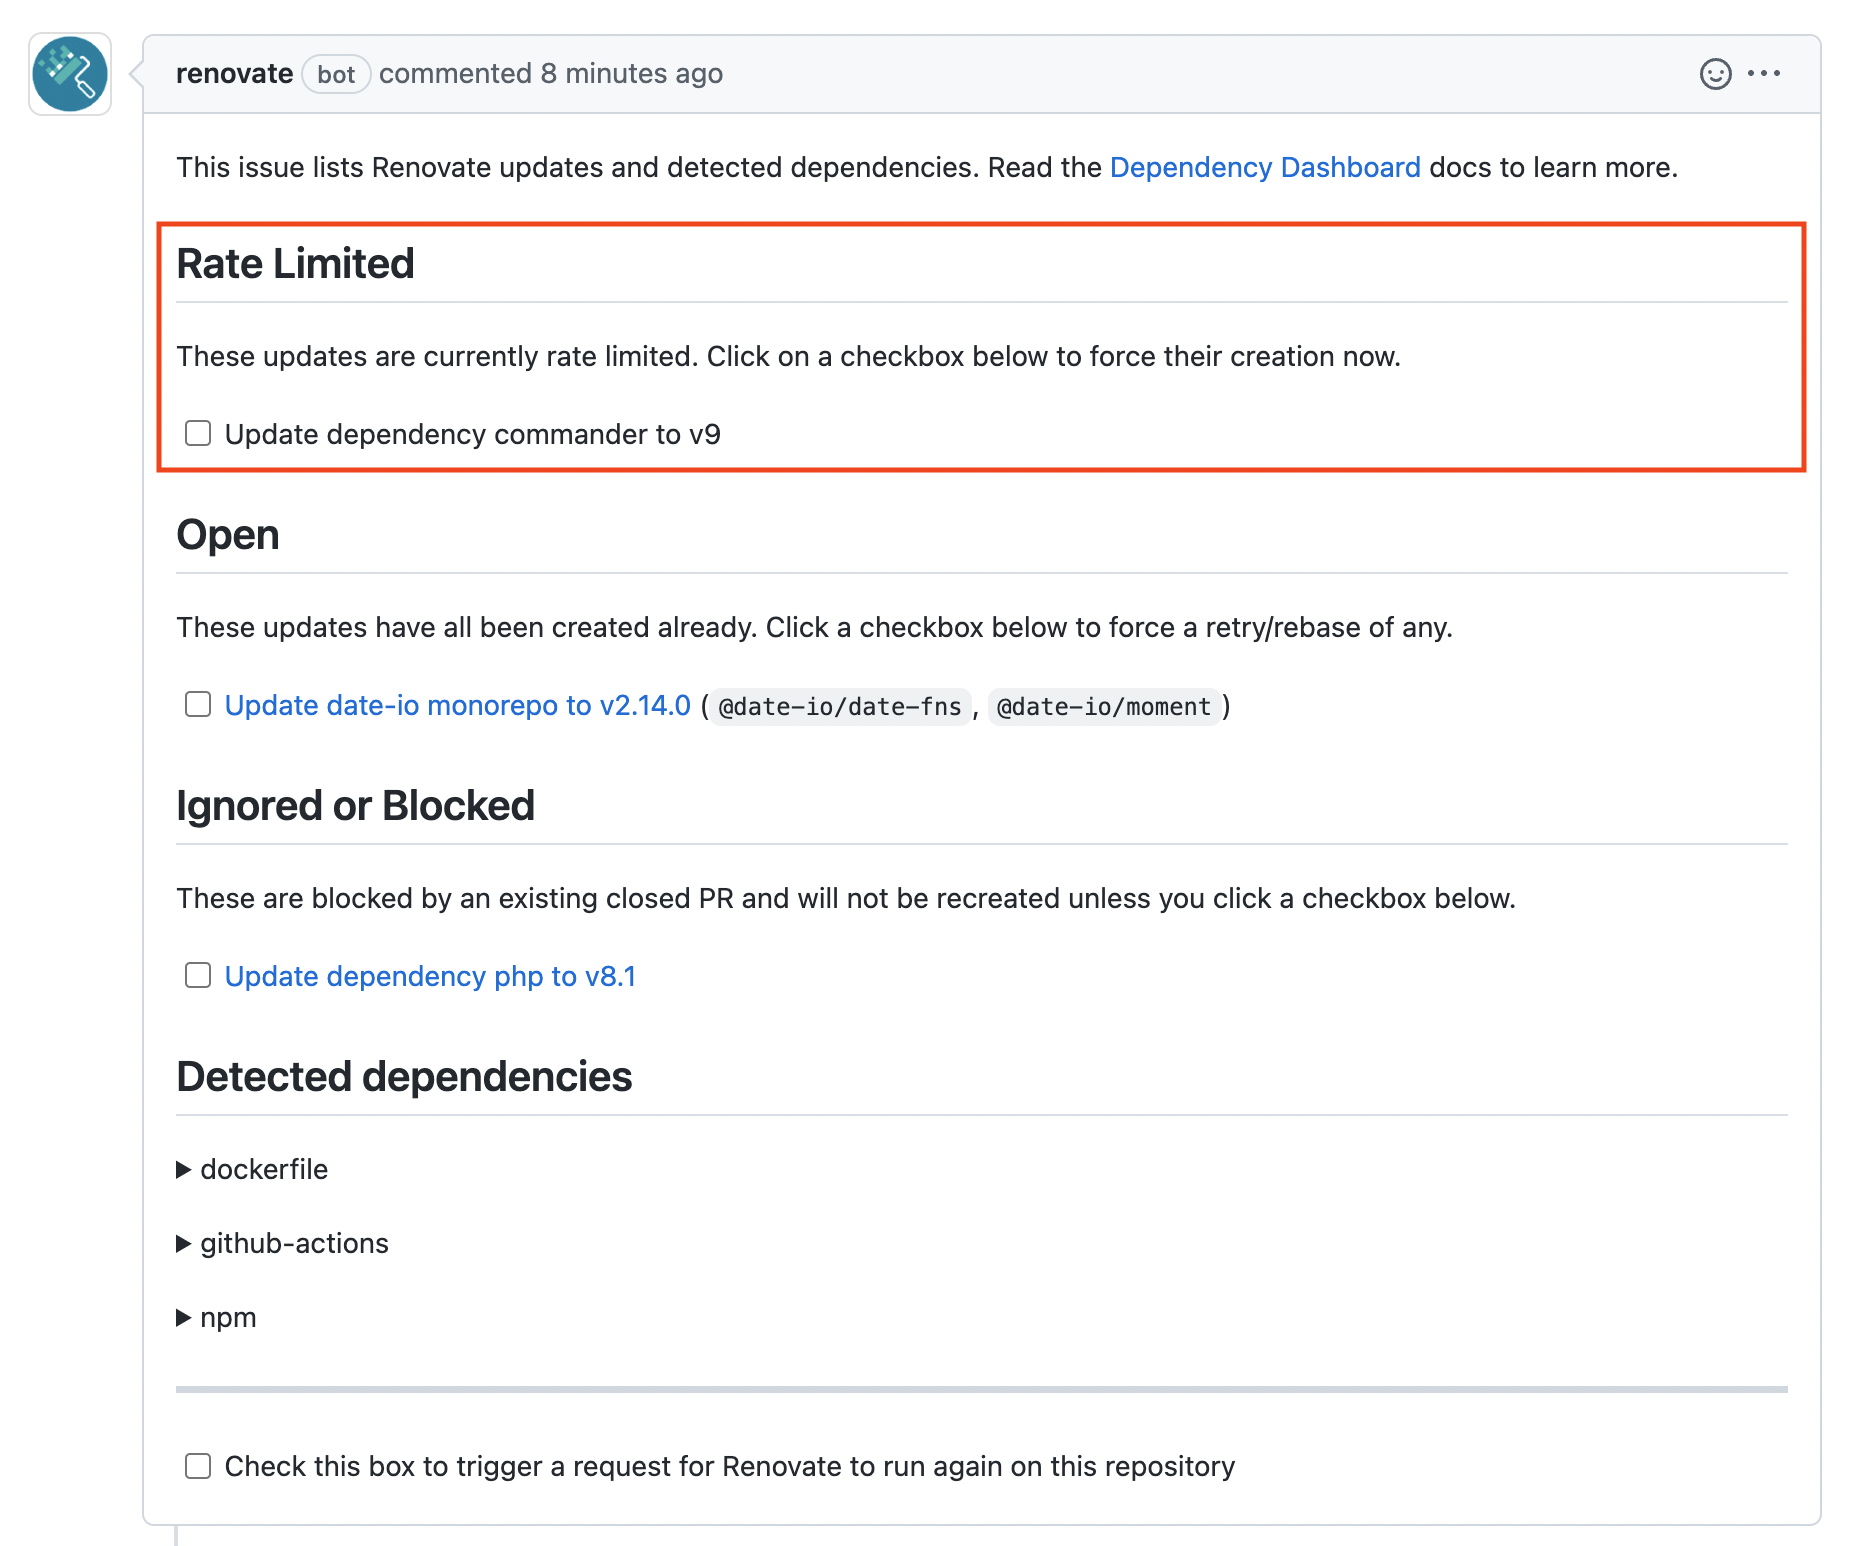 renovate bot commented 8 minutes ago
This issue lists Renovate updates and detected dependencies. Read the Dependency Dashboard docs to learn more.
Rate Limited
These updates are currently rate limited. Click on a checkbox below to force their creation now.
Update dependency commander to v9
Open
These updates have all been created already. Click a checkbox below to force a retry/rebase of any.
Update date-io monorepo to v2.14.0 (@date-io/date-fns, @date-io/moment)
Ignored or Blocked
These are blocked by an existing closed PR and will not be recreated unless you click a checkbox below.
Update dependency php to v8.1
Detected dependencies
dockerfile
github-actions
npm
Check this box to trigger a request for Renovate to run again on this repository